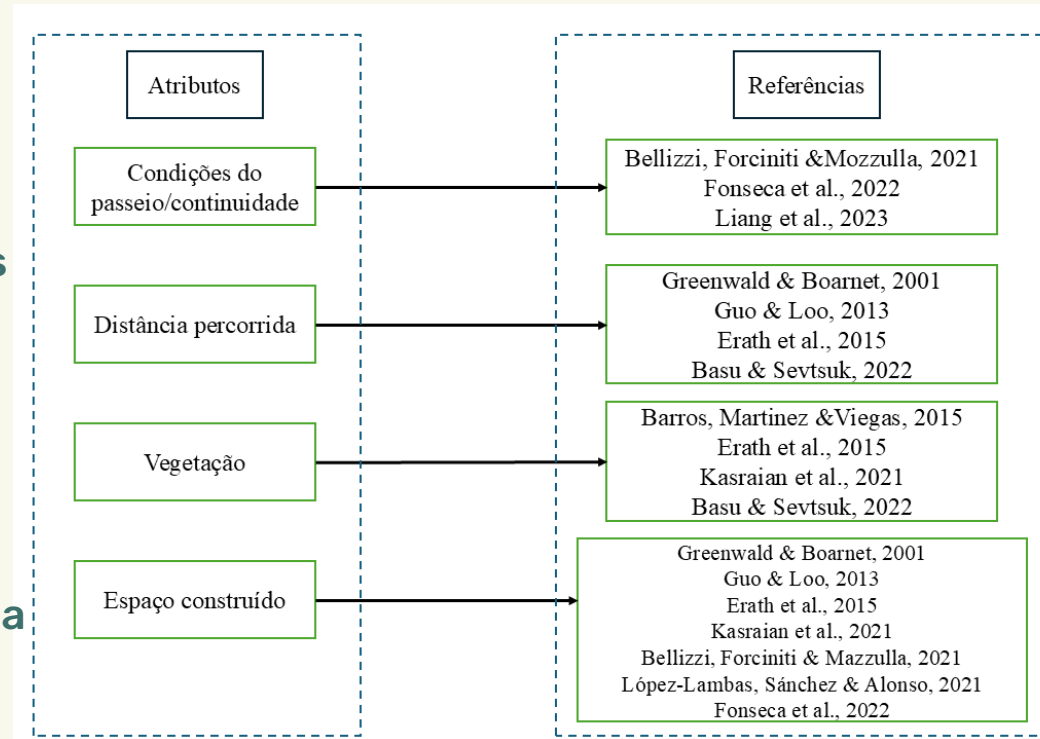 Atributos
Referências
Condições do
passeio/continuidade
Bellizzi, Forciniti &Mozzulla, 2021
Fonseca et al., 2022
Liang et al., 2023
s
Distância percorrida
Greenwald & Boarnet, 2001
Guo & Loo, 2013
Erath et al., 2015
Basu & Sevtsuk, 2022
Vegetação
Barros, Martinez &Viegas, 2015
Erath et al., 2015
Kasraian et al., 2021
Basu & Sevtsuk, 2022
a
Espaço construído
Greenwald & Boarnet, 2001
Guo & Loo, 2013
Erath et al., 2015
Kasraian et al., 2021
Bellizzi, Forciniti & Mazzulla, 2021
López-Lambas, Sánchez & Alonso, 2021
Fonseca et al., 2022